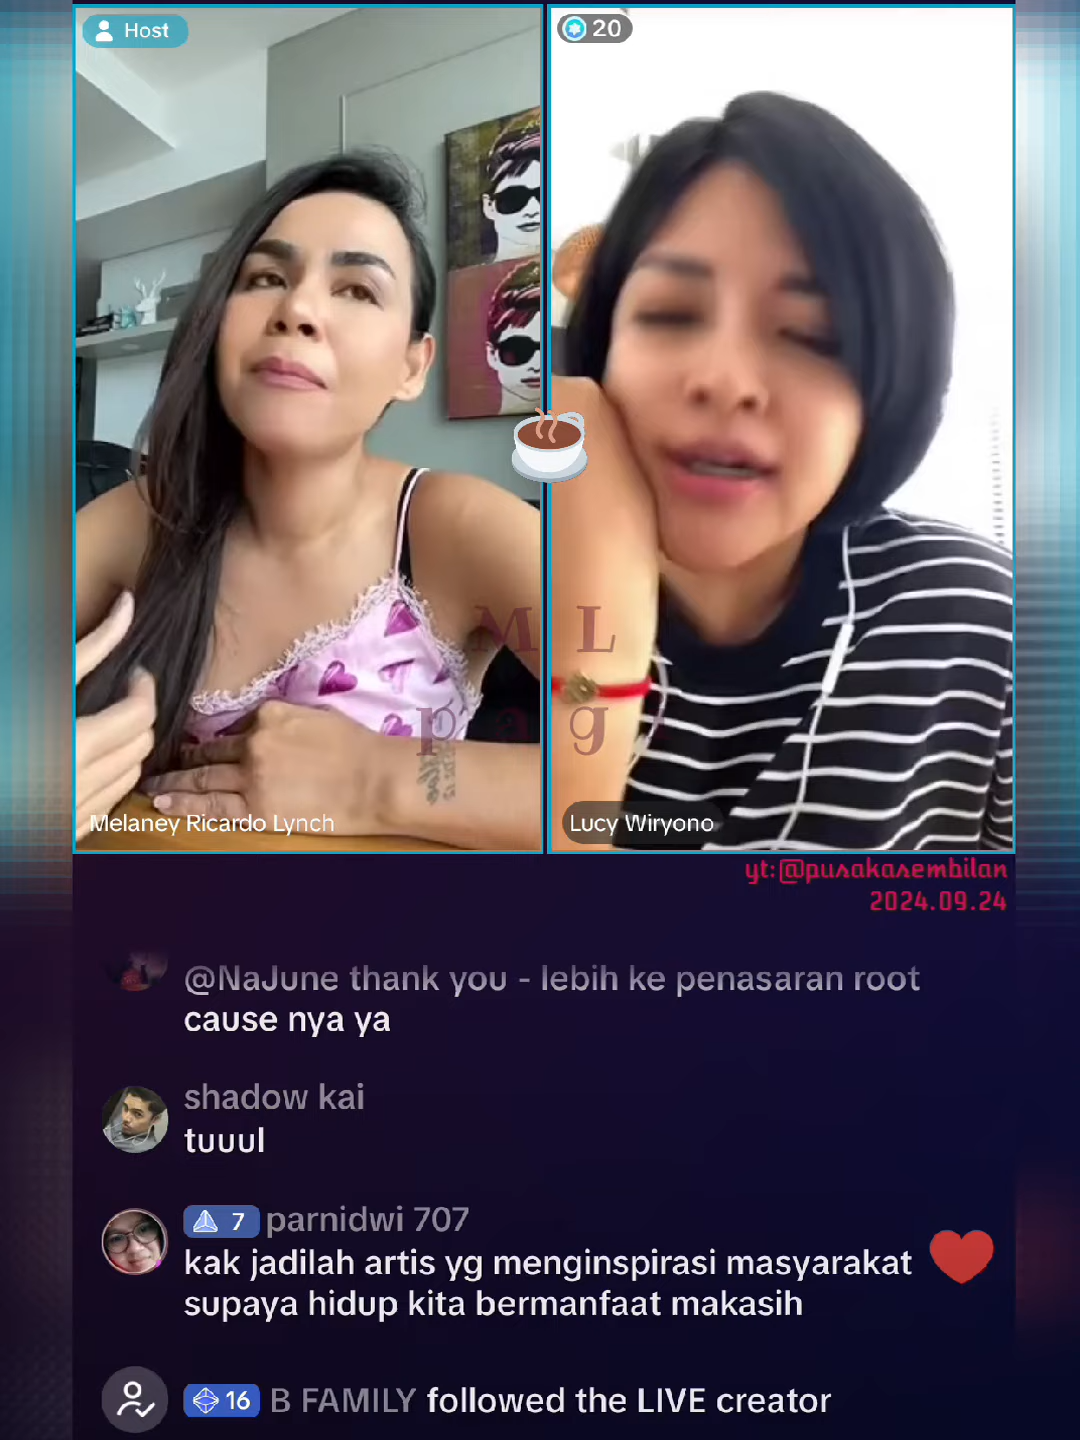 Host
20
M L
pag
Melaney Ricardo Lynch
Lucy Wiryono
yt:@pusakasembilan
2024.09.24
@NaJune thank you - lebih ke penasaran root
cause nya ya
shadow kai
tuuul
7 parnidwi 707
kak jadilah artis yg menginspirasi masyarakat
supaya hidup kita bermanfaat makasih
16 B FAMILY followed the LIVE creator